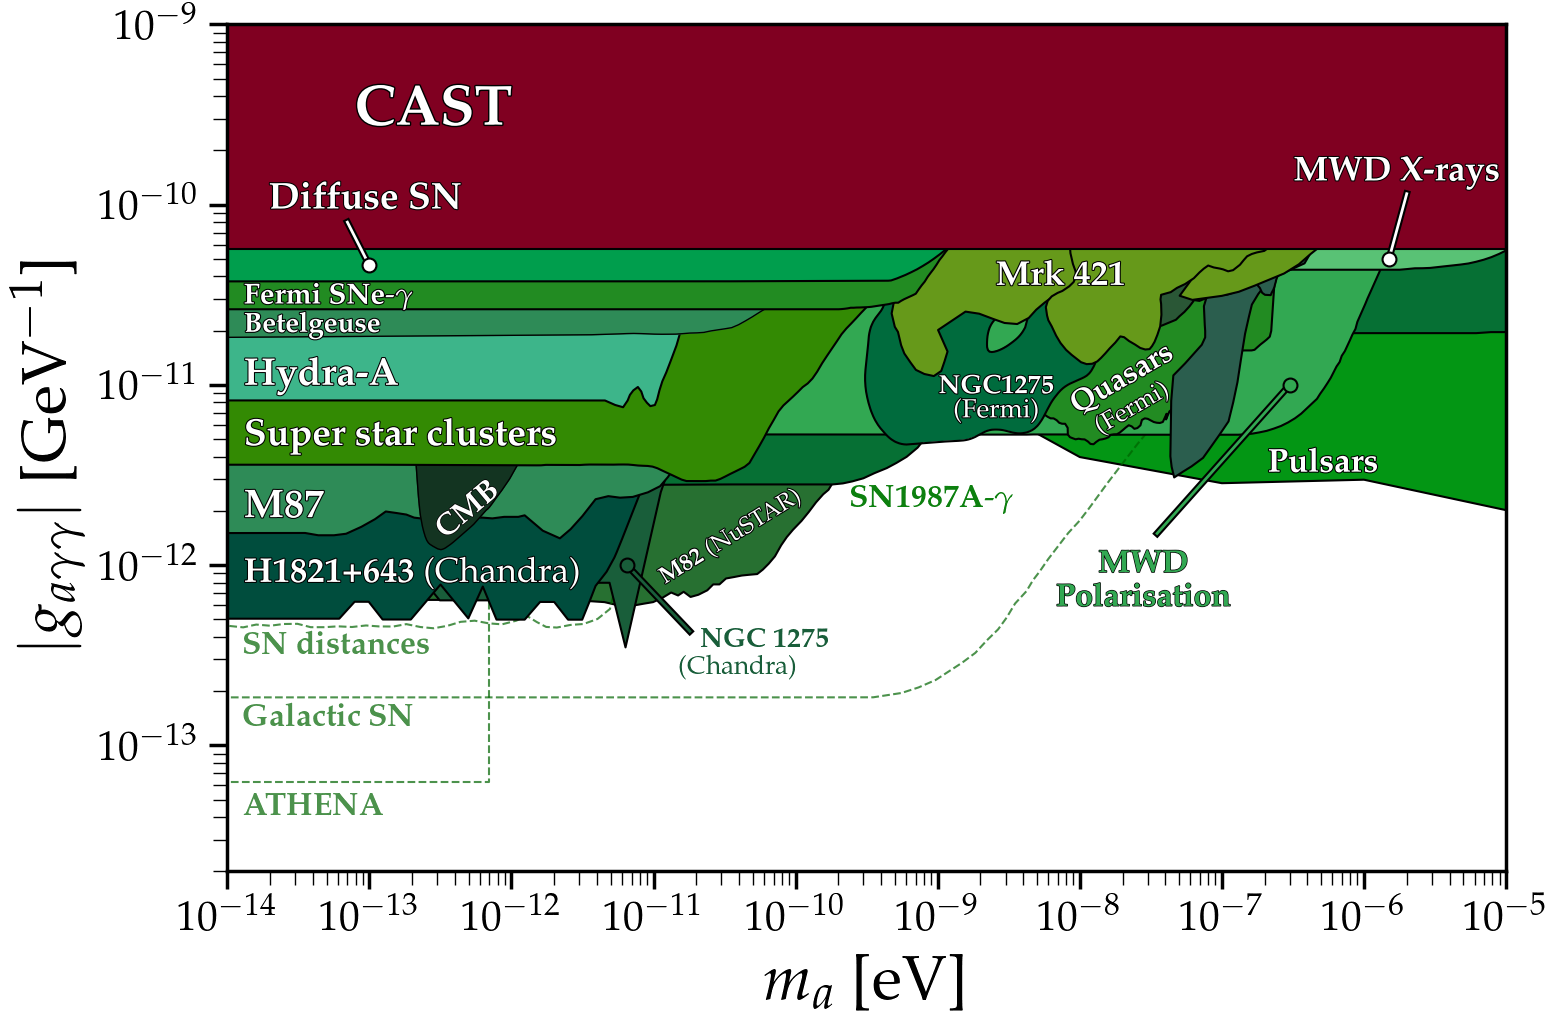 10⁻⁹
CAST
MWD X-rays
Diffuse SN
10⁻¹⁰
Mrk 421
Fermi SNe-γ
Betelgeuse
Hydra-A
10⁻¹¹
NGC1275
(Fermi)
Quasars
(Fermi)
Super star clusters
Pulsars
M87
CMB
M82 (NuSTAR)
SN1987A-γ
10⁻¹²
H1821+643 (Chandra)
MWD
Polarisation
SN distances
NGC 1275
(Chandra)
Galactic SN
10⁻¹³
ATHENA
|g_{aγγ}| [GeV⁻¹]
10⁻¹⁴ 10⁻¹³ 10⁻¹² 10⁻¹¹ 10⁻¹⁰ 10⁻⁹ 10⁻⁸ 10⁻⁷ 10⁻⁶ 10⁻⁵
m_a [eV]